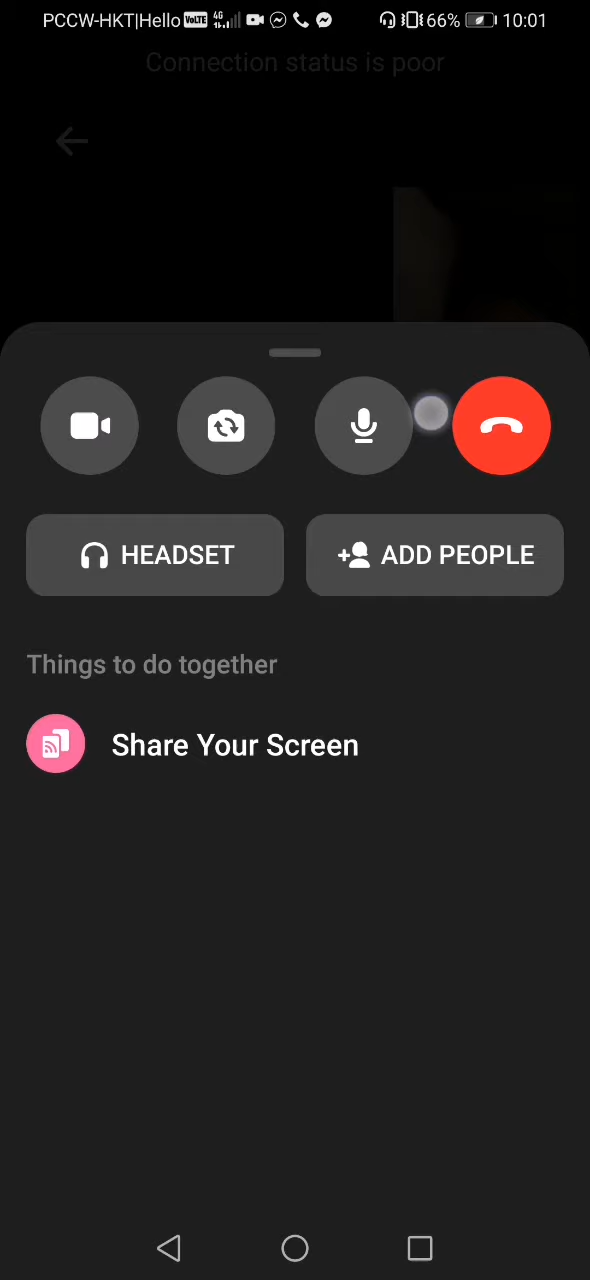 PCCW-HKT|Hello VoLTE 4G 66% 10:01
Connection status is poor
HEADSET
ADD PEOPLE
Things to do together
Share Your Screen